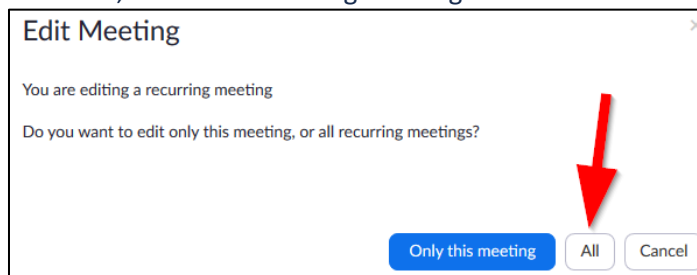 Edit Meeting
×
You are editing a recurring meeting
Do you want to edit only this meeting, or all recurring meetings?
Only this meeting All Cancel